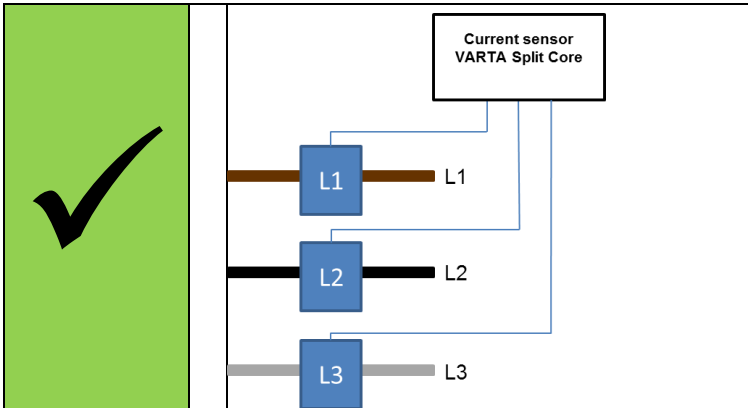 Current sensor
VARTA Split Core
L1 L1
L2 L2
L3 L3